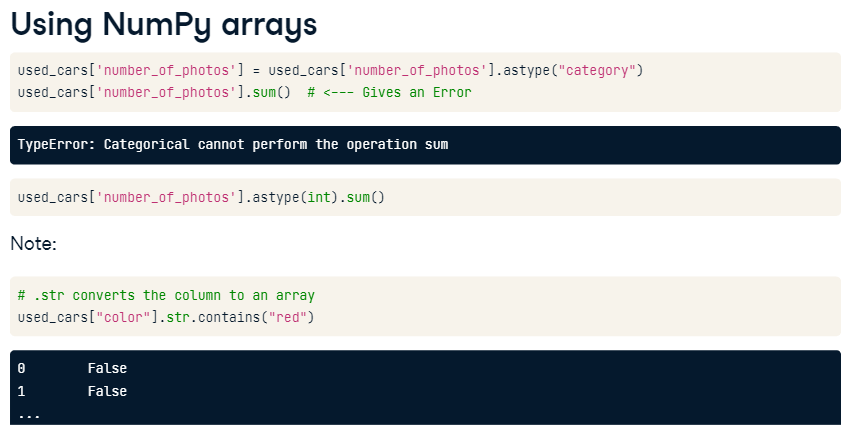 Using NumPy arrays
used_cars['number_of_photos'] = used_cars['number_of_photos'].astype("category")
used_cars['number_of_photos'].sum()  # <--- Gives an Error
TypeError: Categorical cannot perform the operation sum
used_cars['number_of_photos'].astype(int).sum()
Note:
# .str converts the column to an array
used_cars["color"].str.contains("red")
0        False
1        False
...